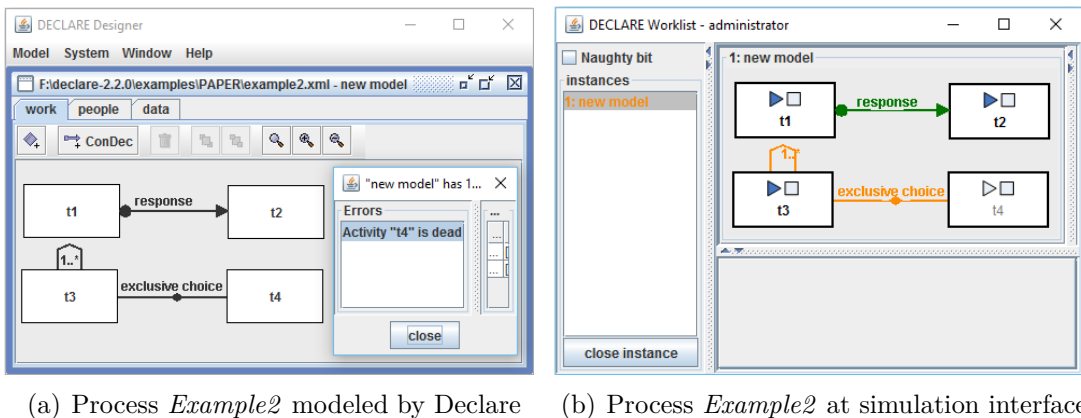 DECLARE Designer
Model System Window Help
F:\declare-2.2.0\examples\PAPER\example2.xml - new model
work people data
ConDec
t1
response
t2
1..*
t3
exclusive choice
t4
"new model" has 1...
Errors
...
Activity "t4" is dead
...
...
...
close
(a) Process Example2 modeled by Declare
DECLARE Worklist - administrator
Naughty bit
instances
1: new model
close instance
1: new model
t1
response
t2
1..*
t3
exclusive choice
t4
(b) Process Example2 at simulation interface